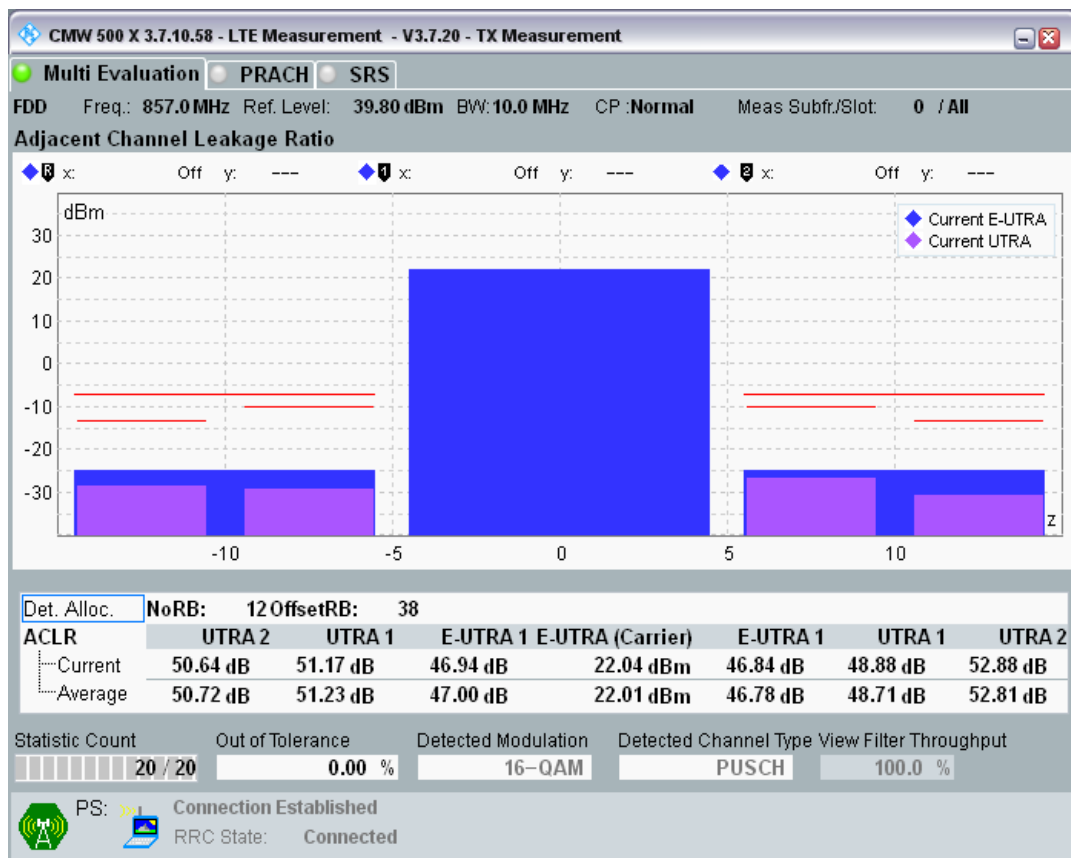 CMW 500 X 3.7.10.58 - LTE Measurement - V3.7.20 - TX Measurement
Multi Evaluation PRACH SRS
FDD Freq.: 857.0 MHz Ref. Level: 39.80 dBm BW: 10.0 MHz CP :Normal Meas Subfr./Slot: 0 / All
Adjacent Channel Leakage Ratio
R x: Off y: --- 1 x: Off y: --- 2 x: Off y: ---
dBm
Current E-UTRA
Current UTRA
30
20
10
0
-10
-20
-30
z
-10 -5 0 5 10
Det. Alloc. NoRB: 12 OffsetRB: 38
ACLR UTRA 2 UTRA 1 E-UTRA 1 E-UTRA (Carrier) E-UTRA 1 UTRA 1 UTRA 2
Current 50.64 dB 51.17 dB 46.94 dB 22.04 dBm 46.84 dB 48.88 dB 52.88 dB
Average 50.72 dB 51.23 dB 47.00 dB 22.01 dBm 46.78 dB 48.71 dB 52.81 dB
Statistic Count Out of Tolerance Detected Modulation Detected Channel Type View Filter Throughput
20 / 20 0.00 % 16-QAM PUSCH 100.0 %
PS: Connection Established
RRC State: Connected